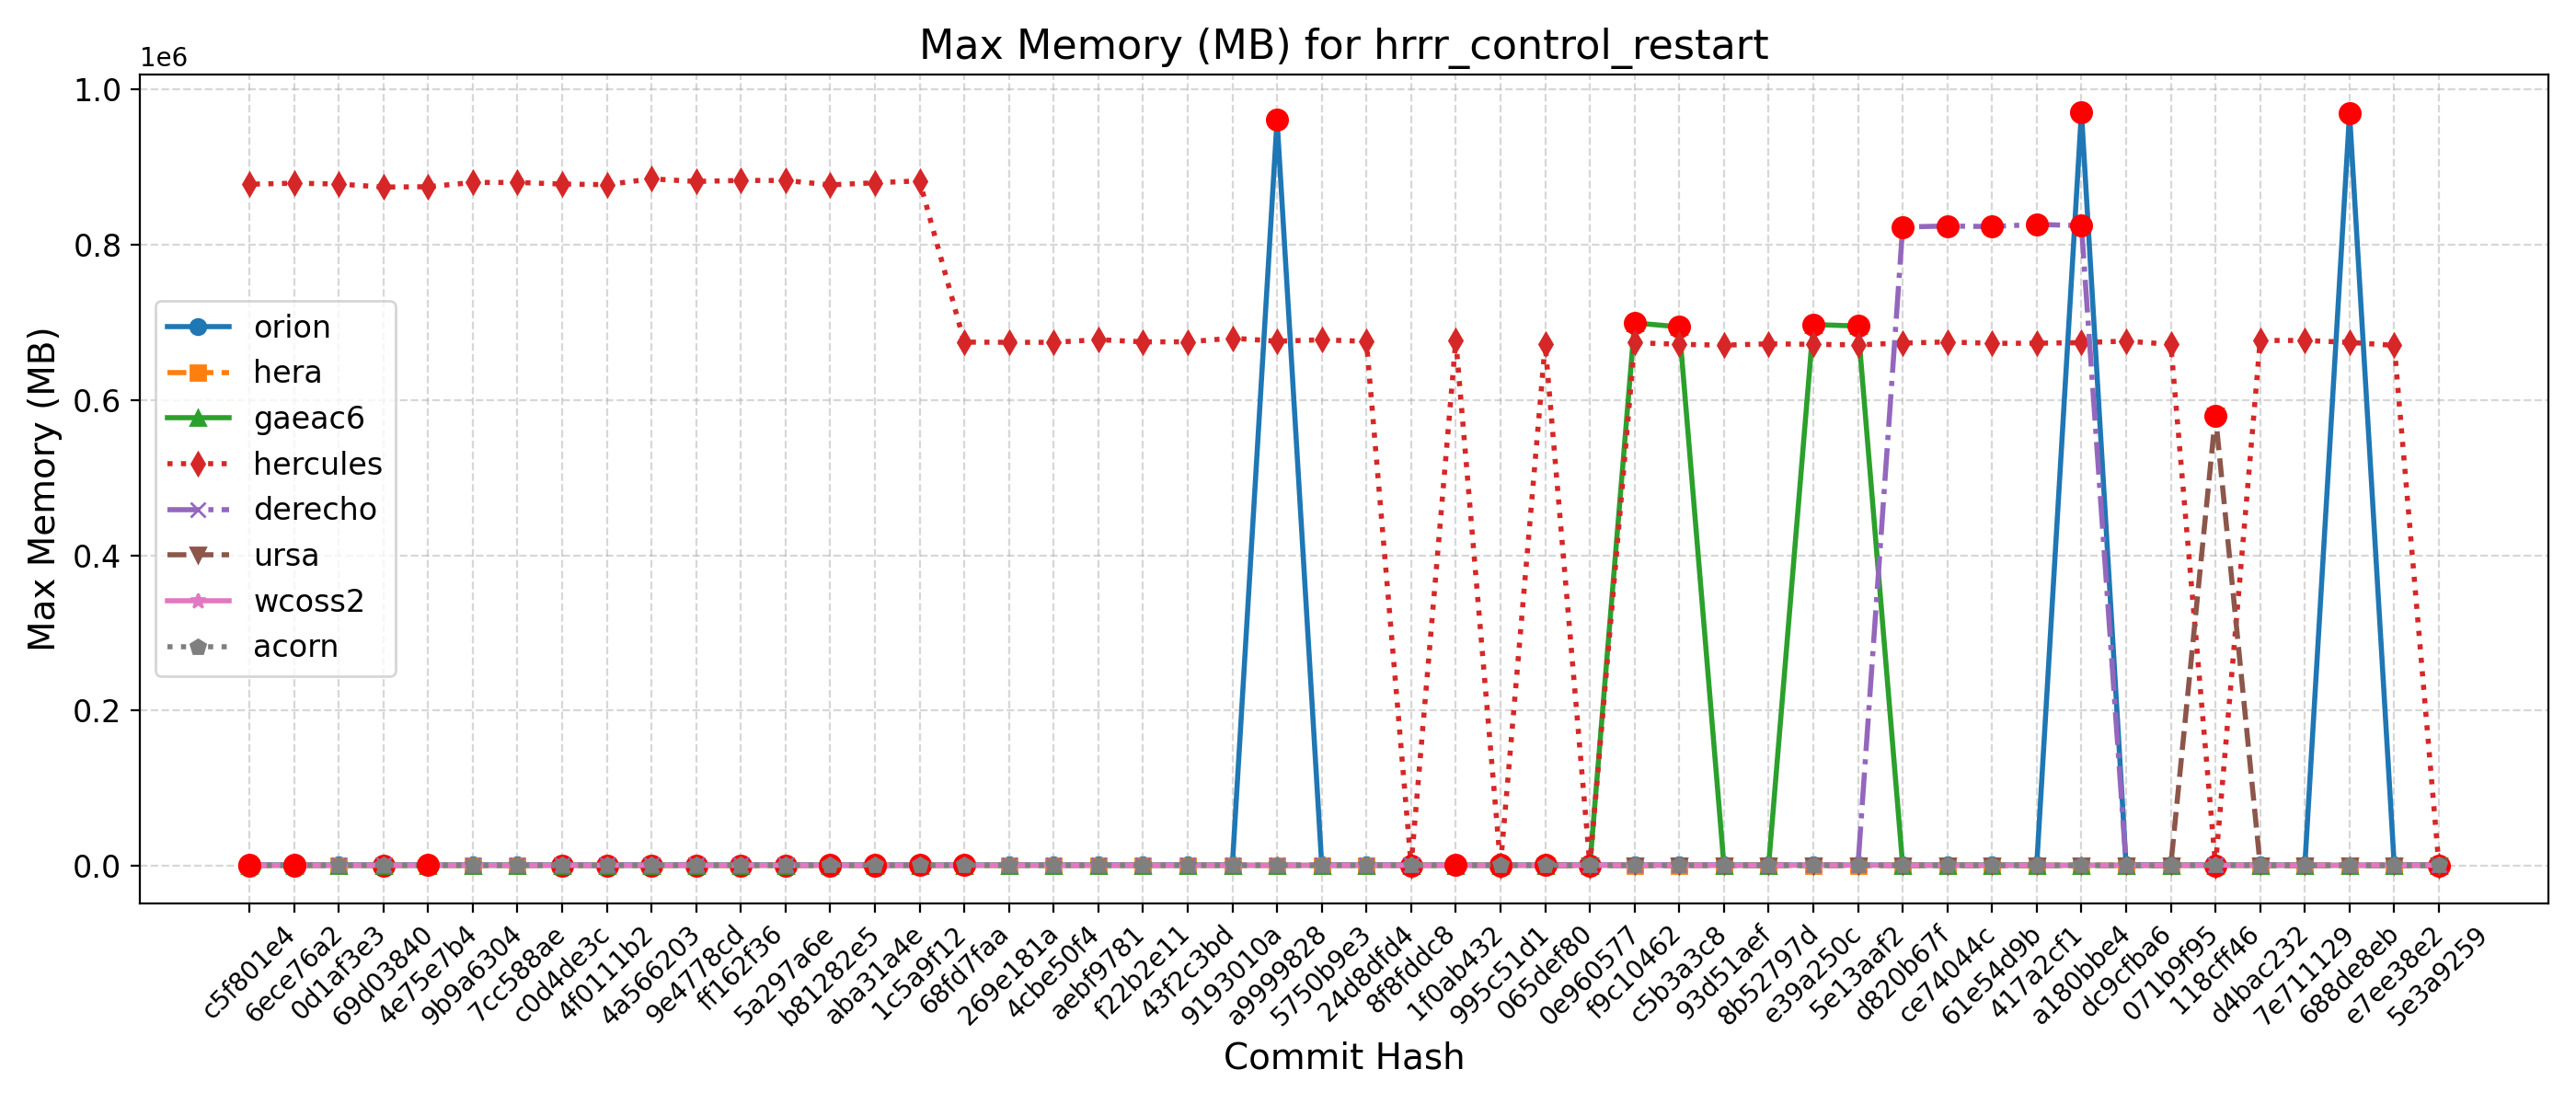 Max Memory (MB) for hrrr_control_restart
1e6
1.0
0.8
0.6
0.4
0.2
0.0
Max Memory (MB)
orion
hera
gaeac6
hercules
derecho
ursa
wcoss2
acorn
c5f801e4
6ece76a2
0d1af3e3
69d03840
4e75e7b4
9b9a6304
7cc588ae
c0d4de3c
4f0111b2
4a566203
9e4778cd
ff162f36
5a297a6e
b81282e5
aba31a4e
1c5a9f12
68fd7faa
269e181a
4cbe50f4
aebf9781
f22b2e11
43f2c3bd
9193010a
a9999828
5750b9e3
24d8dfd4
8f8fddc8
1f0ab432
995c51d1
065def80
0e960577
f9c10462
c5b3a3c8
93d51aef
8b52797d
e39a250c
5e13aaf2
d820b67f
ce74044c
61e54d9b
417a2cf1
a180bbe4
dc9cfba6
071b9f95
118cff46
d4bac232
7e711129
688de8eb
e7ee38e2
5e3a9259
Commit Hash